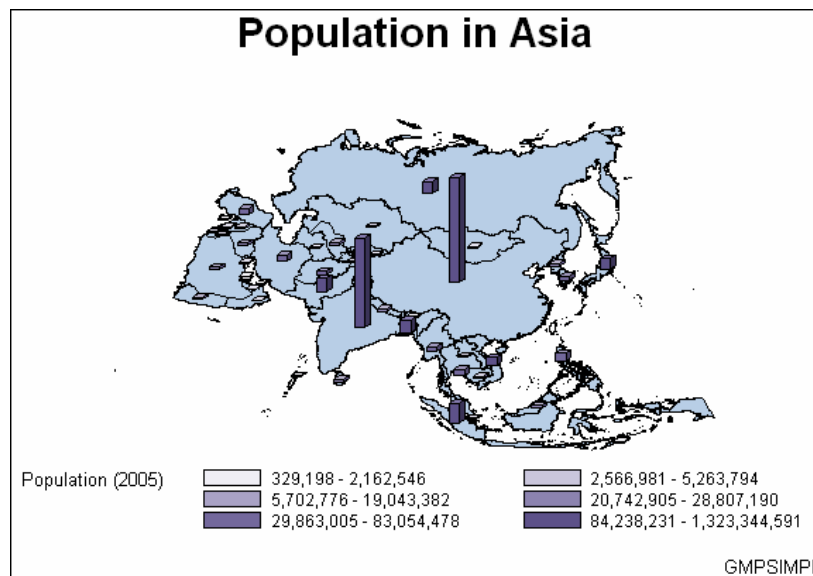 Population in Asia
Population (2005)
329,198 - 2,162,546
2,566,981 - 5,263,794
5,702,776 - 19,043,382
20,742,905 - 28,807,190
29,863,005 - 83,054,478
84,238,231 - 1,323,344,591
GMPSIMPL